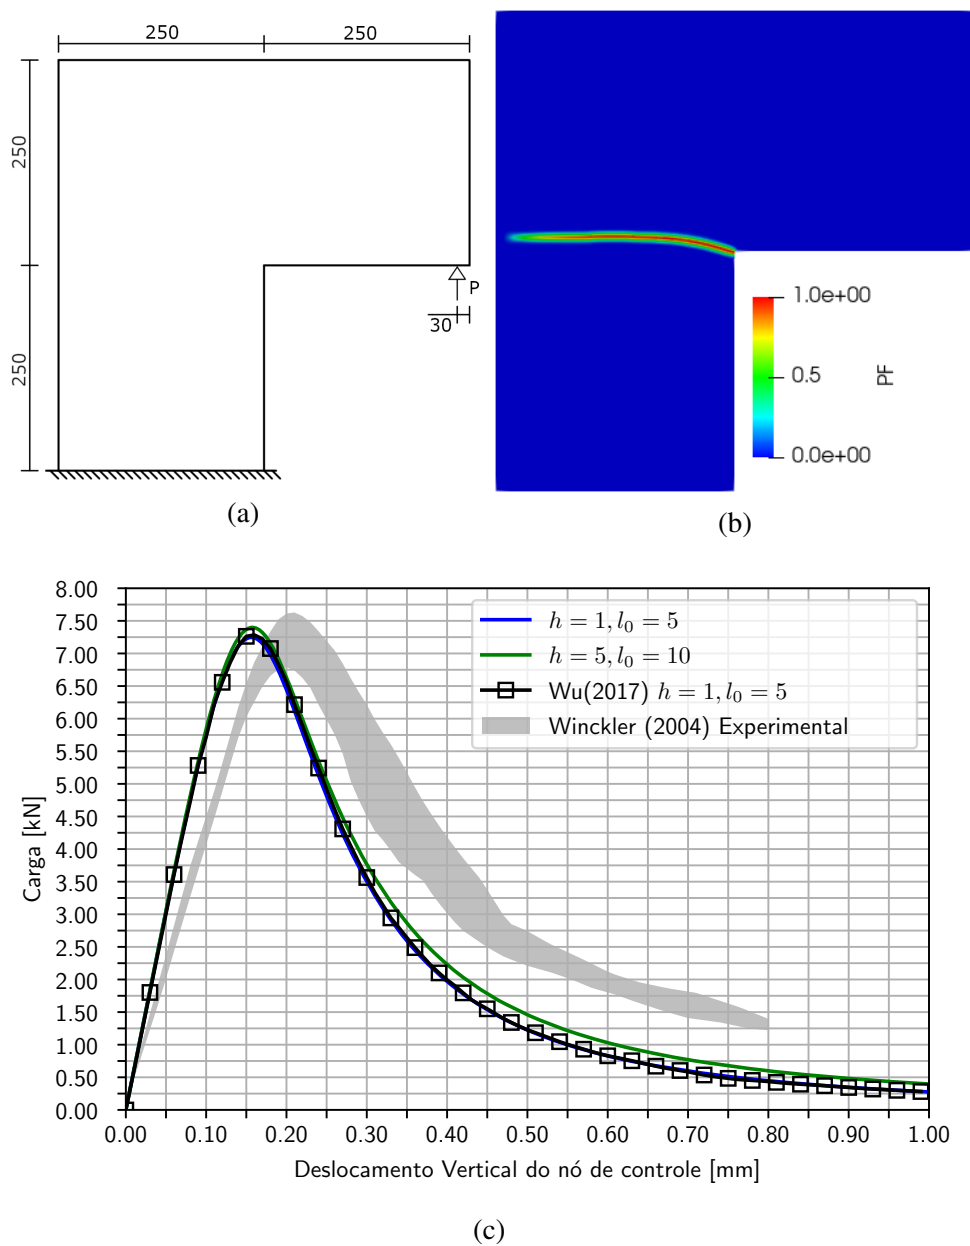 250 250
250
250
P
30
(a)
1.0e+00
0.5
0.0e+00
PF
(b)
8.00
7.50
7.00
6.50
6.00
5.50
5.00
4.50
4.00
3.50
3.00
2.50
2.00
1.50
1.00
0.50
0.00
Carga [kN]
h = 1, l₀ = 5
h = 5, l₀ = 10
Wu(2017) h = 1, l₀ = 5
Winckler (2004) Experimental
0.00 0.10 0.20 0.30 0.40 0.50 0.60 0.70 0.80 0.90 1.00
Deslocamento Vertical do nó de controle [mm]
(c)